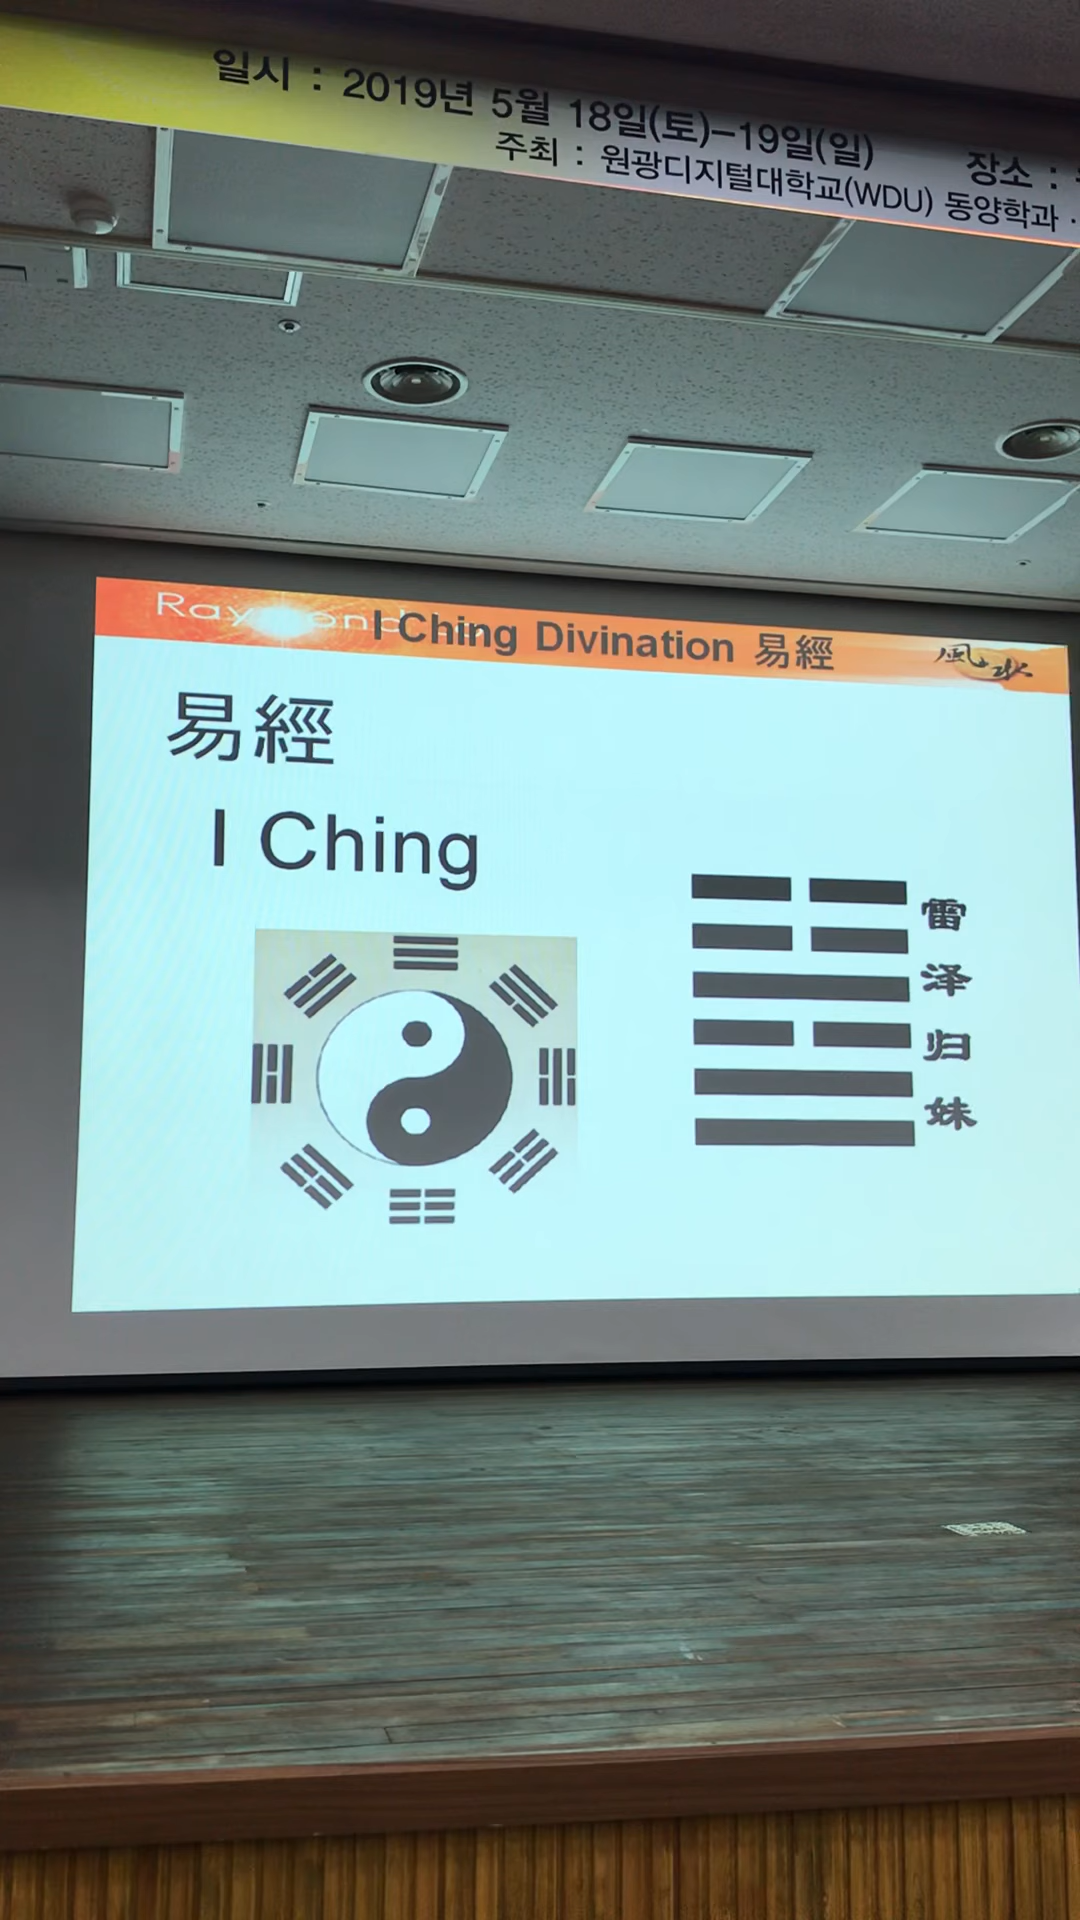 일시 : 2019년 5월 18일(토)-19일(일) 장소 :
주최 : 원광디지털대학교(WDU) 동양학과 ·
I Ching Divination 易經
風水
易經
I Ching
雷
泽
归
妹